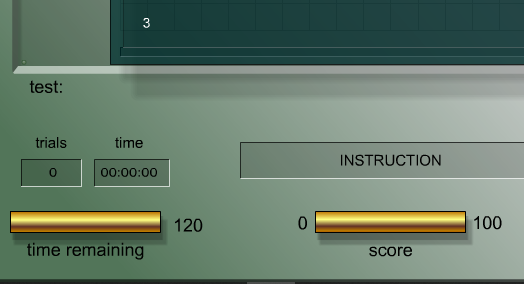 3
test:
trials time
0 00:00:00
INSTRUCTION
120
0 100
time remaining
score